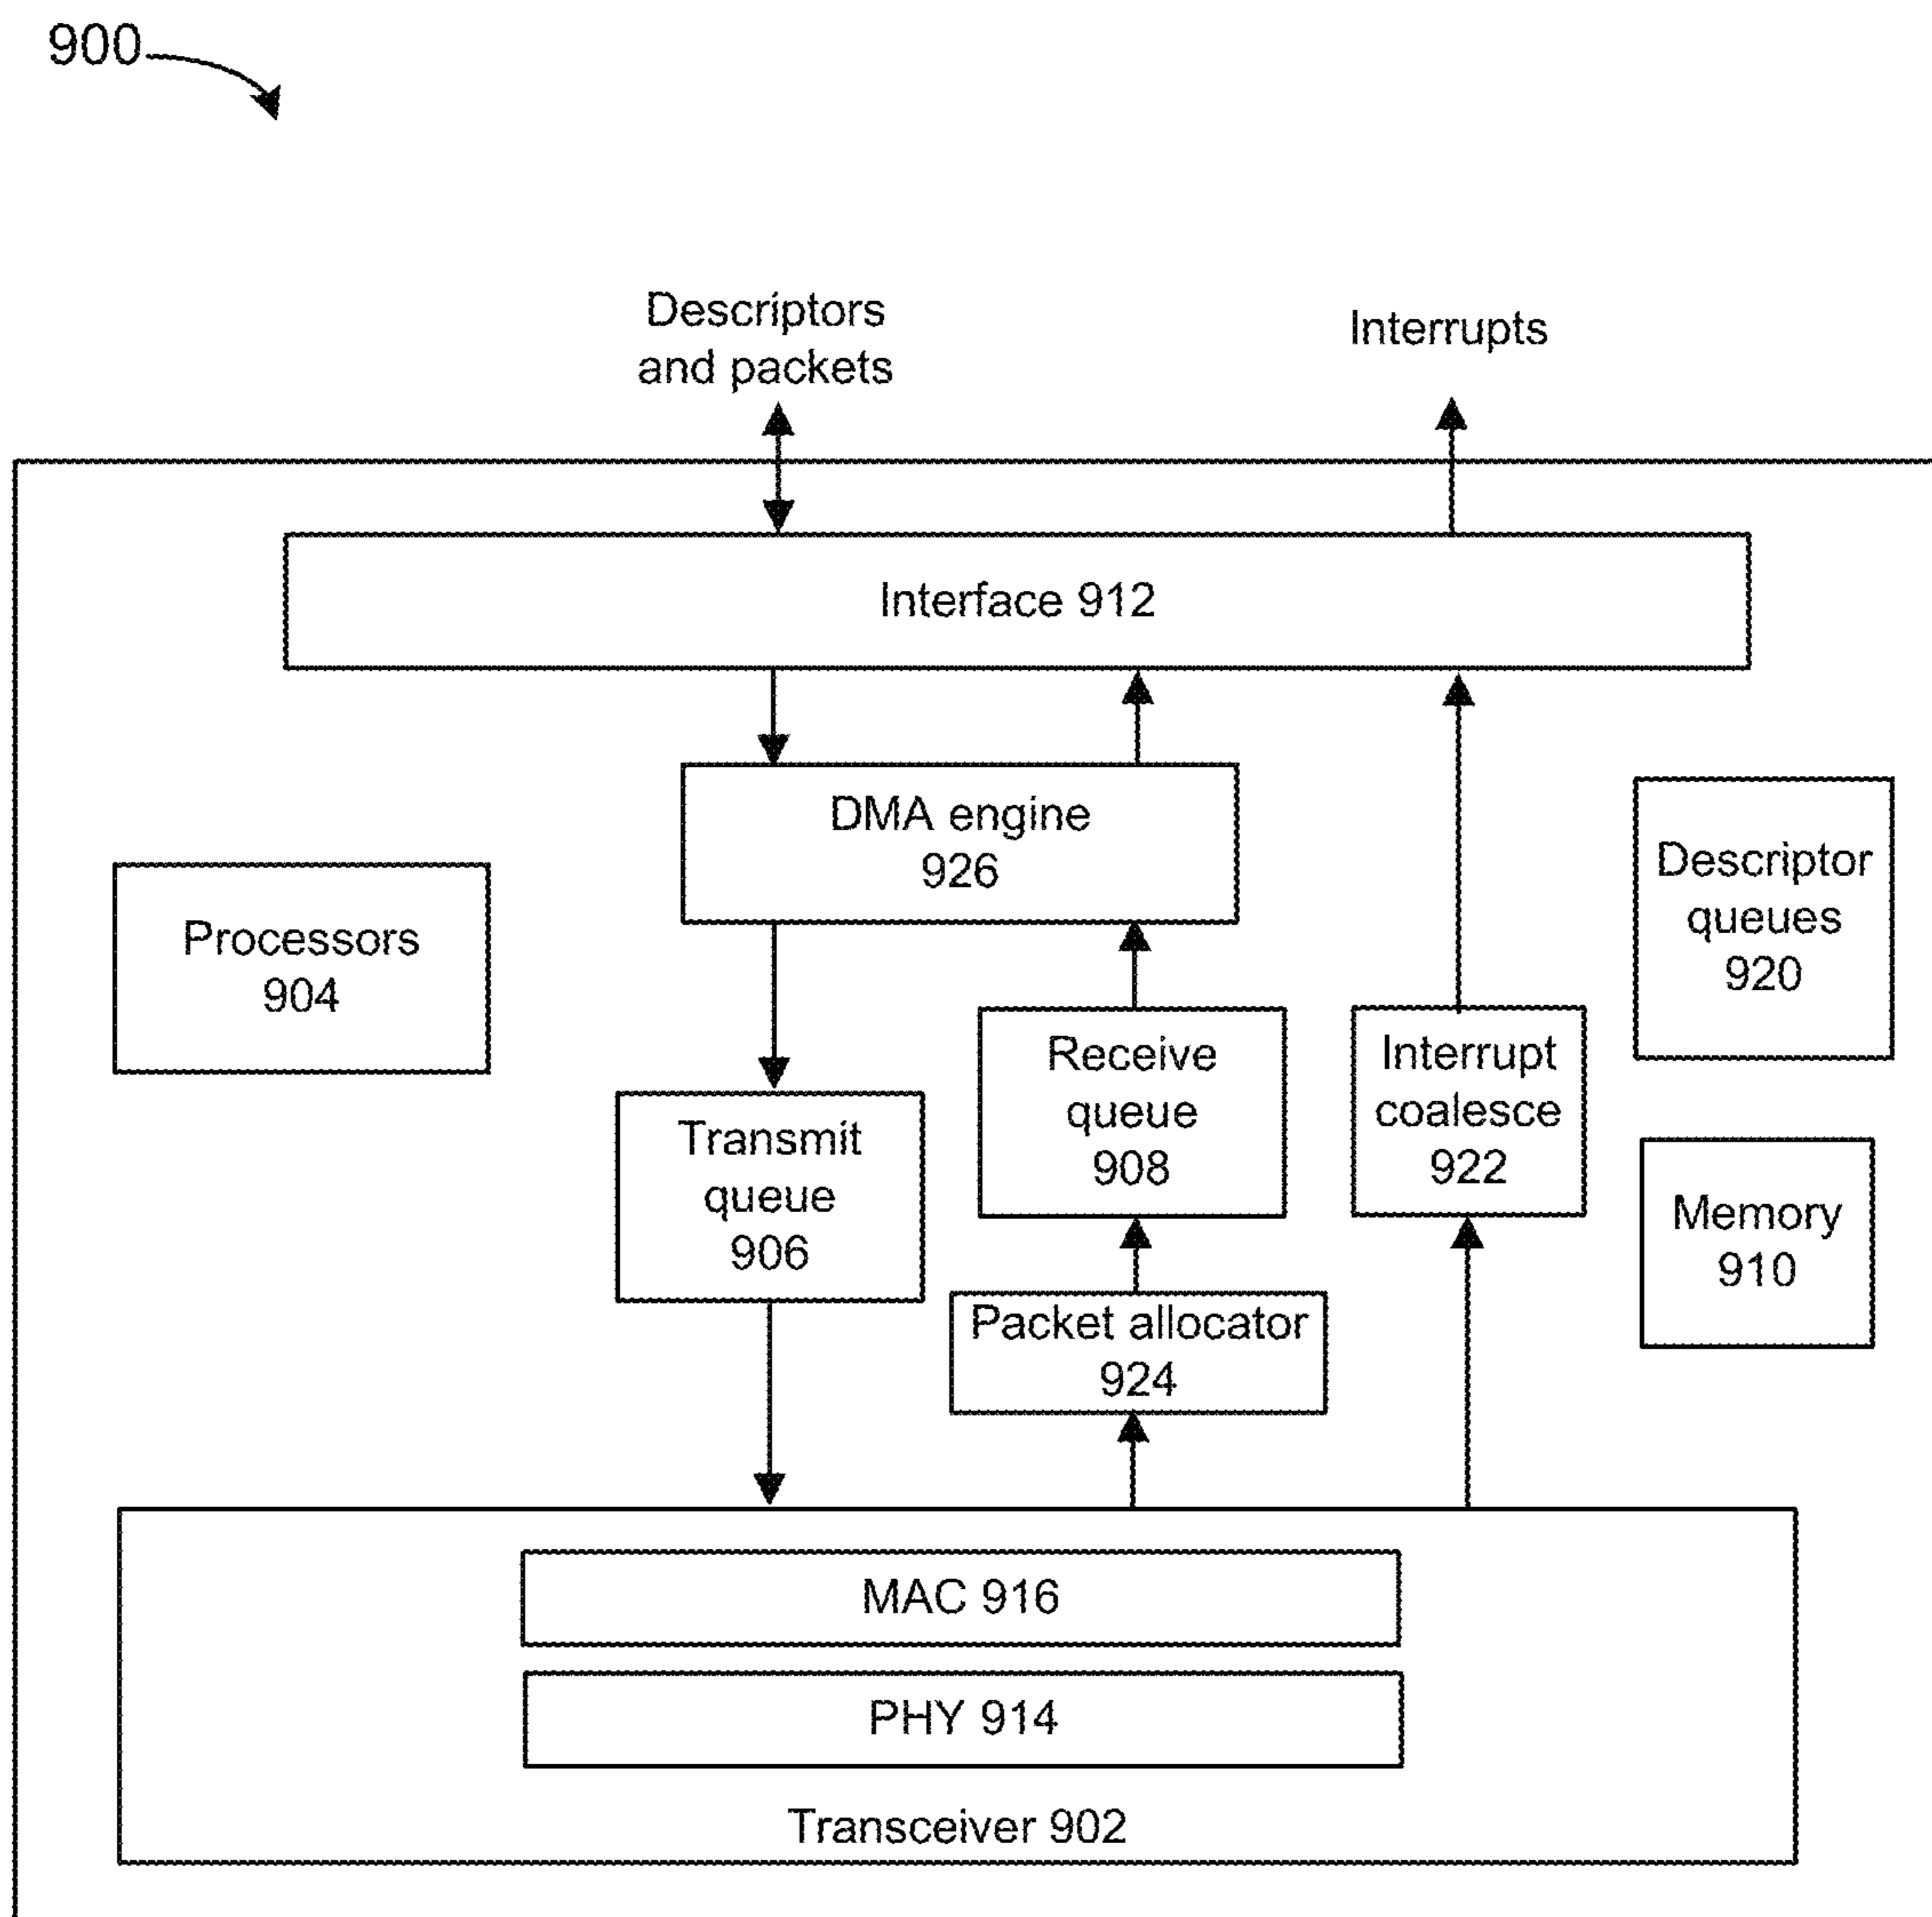 900
Descriptors
and packets
Interrupts
Interface 912
DMA engine
926
Processors
904
Descriptor
queues
920
Receive
queue
908
Interrupt
coalesce
922
Transmit
queue
906
Memory
910
Packet allocator
924
MAC 916
PHY 914
Transceiver 902